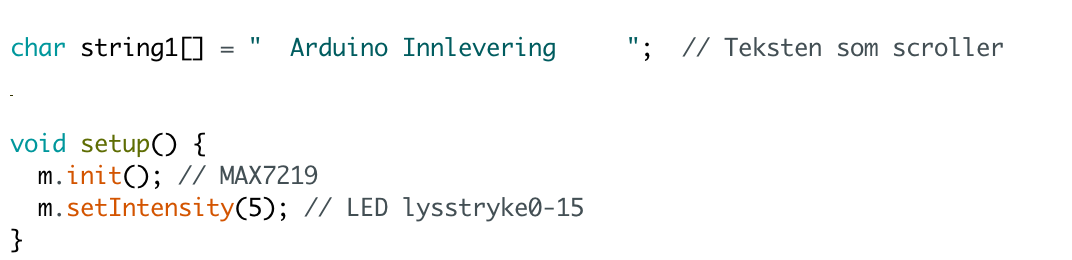 char string1[] = "  Arduino Innlevering     ";  // Teksten som scroller
void setup() {
  m.init(); // MAX7219
  m.setIntensity(5); // LED lysstryke0-15
}